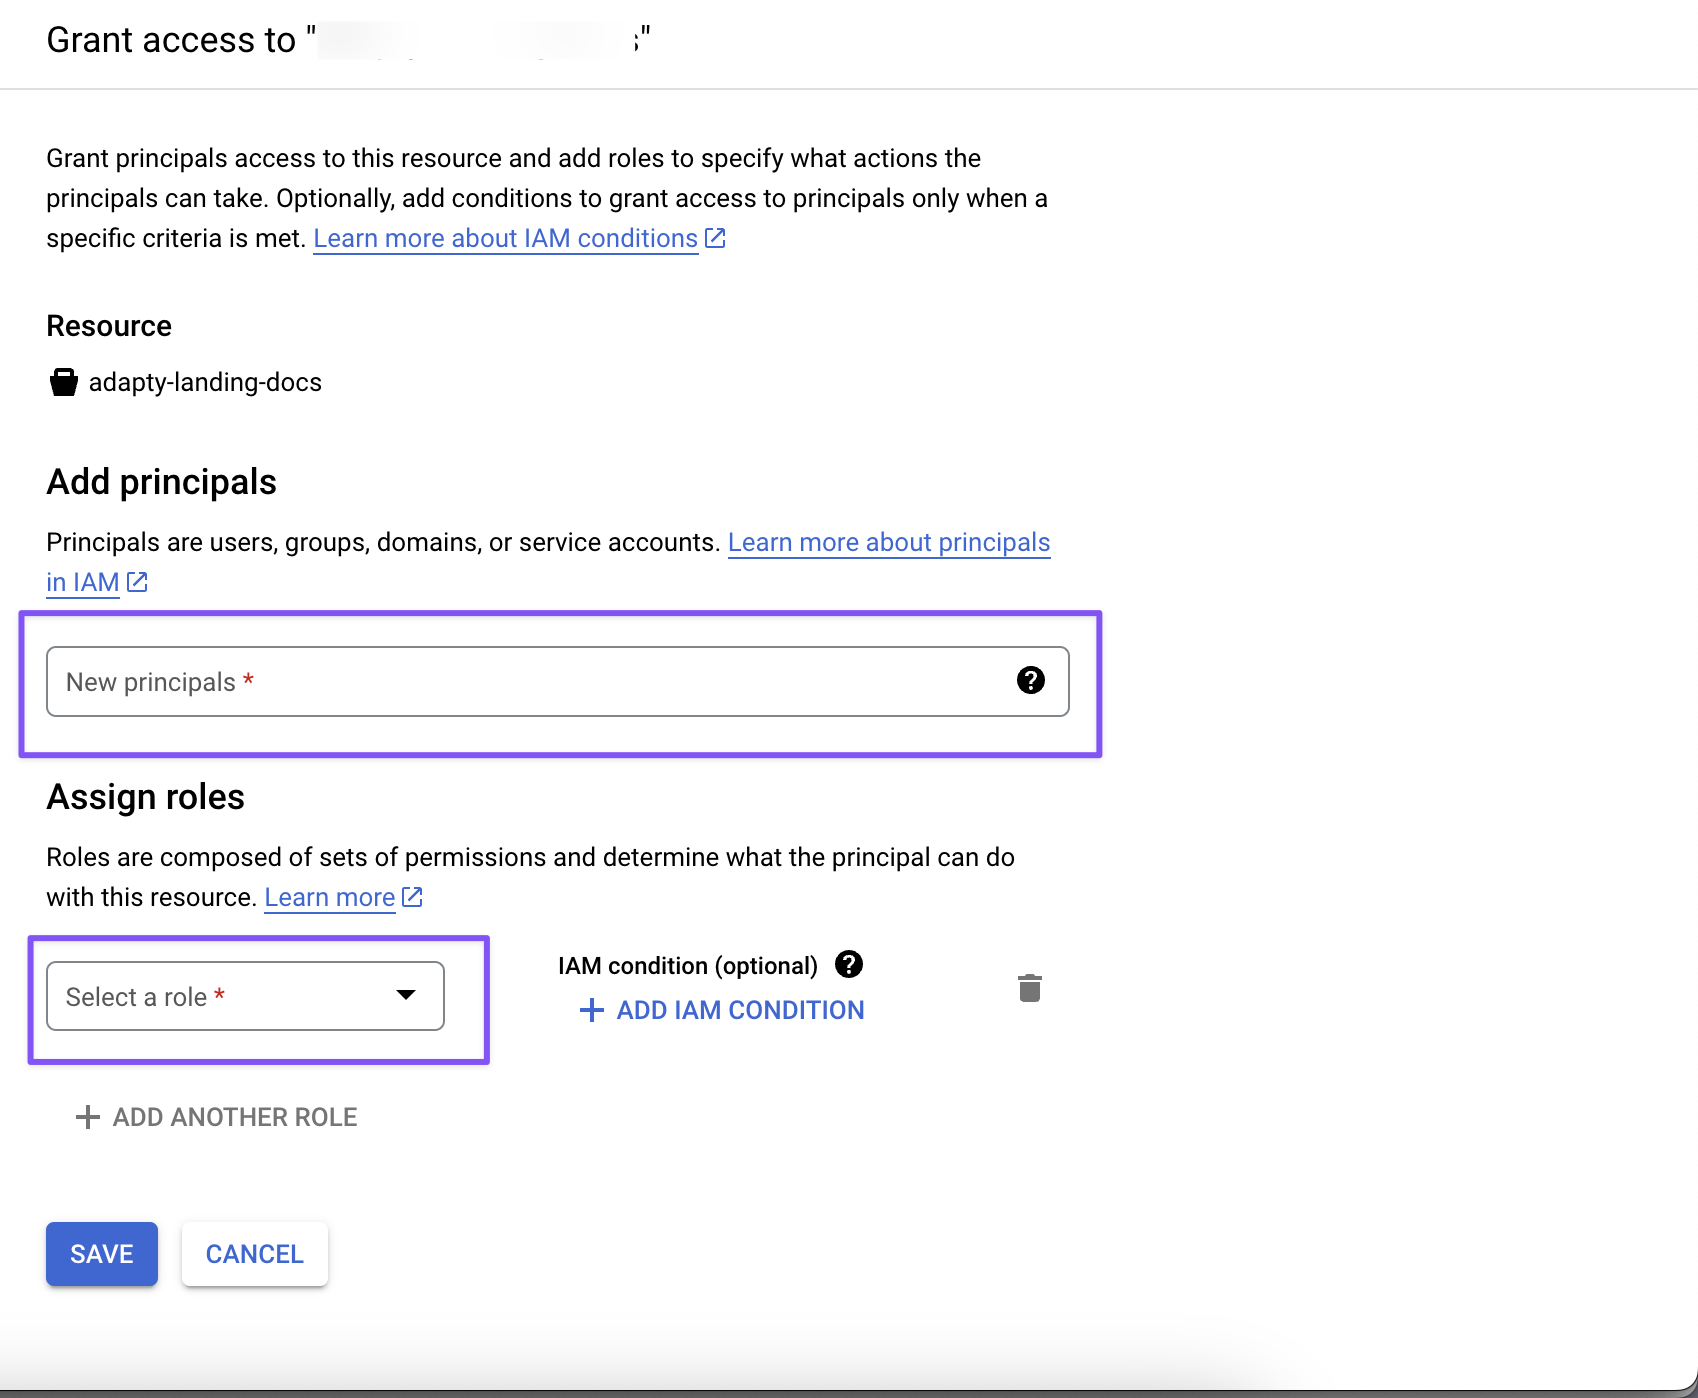 Grant access to "s"
Grant principals access to this resource and add roles to specify what actions the
principals can take. Optionally, add conditions to grant access to principals only when a
specific criteria is met. Learn more about IAM conditions
Resource
adapty-landing-docs
Add principals
Principals are users, groups, domains, or service accounts. Learn more about principals
in IAM
New principals *
?
Assign roles
Roles are composed of sets of permissions and determine what the principal can do
with this resource. Learn more
Select a role *
IAM condition (optional) ?
+ ADD IAM CONDITION
+ ADD ANOTHER ROLE
SAVE
CANCEL